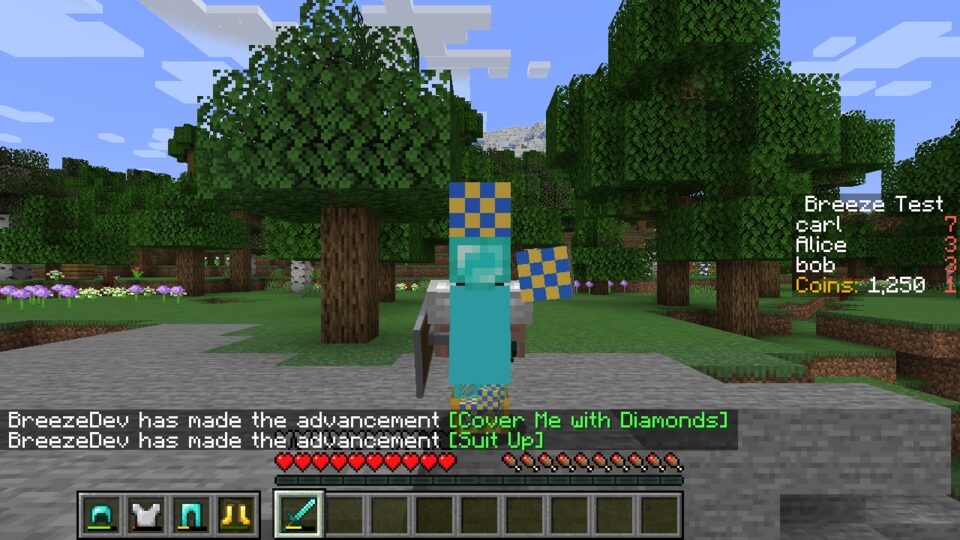 Breeze Test
carl 7
Alice 3
bob 3
Coins: 1,250 1
BreezeDev has made the advancement [Cover Me with Diamonds]
BreezeDev has made the advancement [Suit Up]